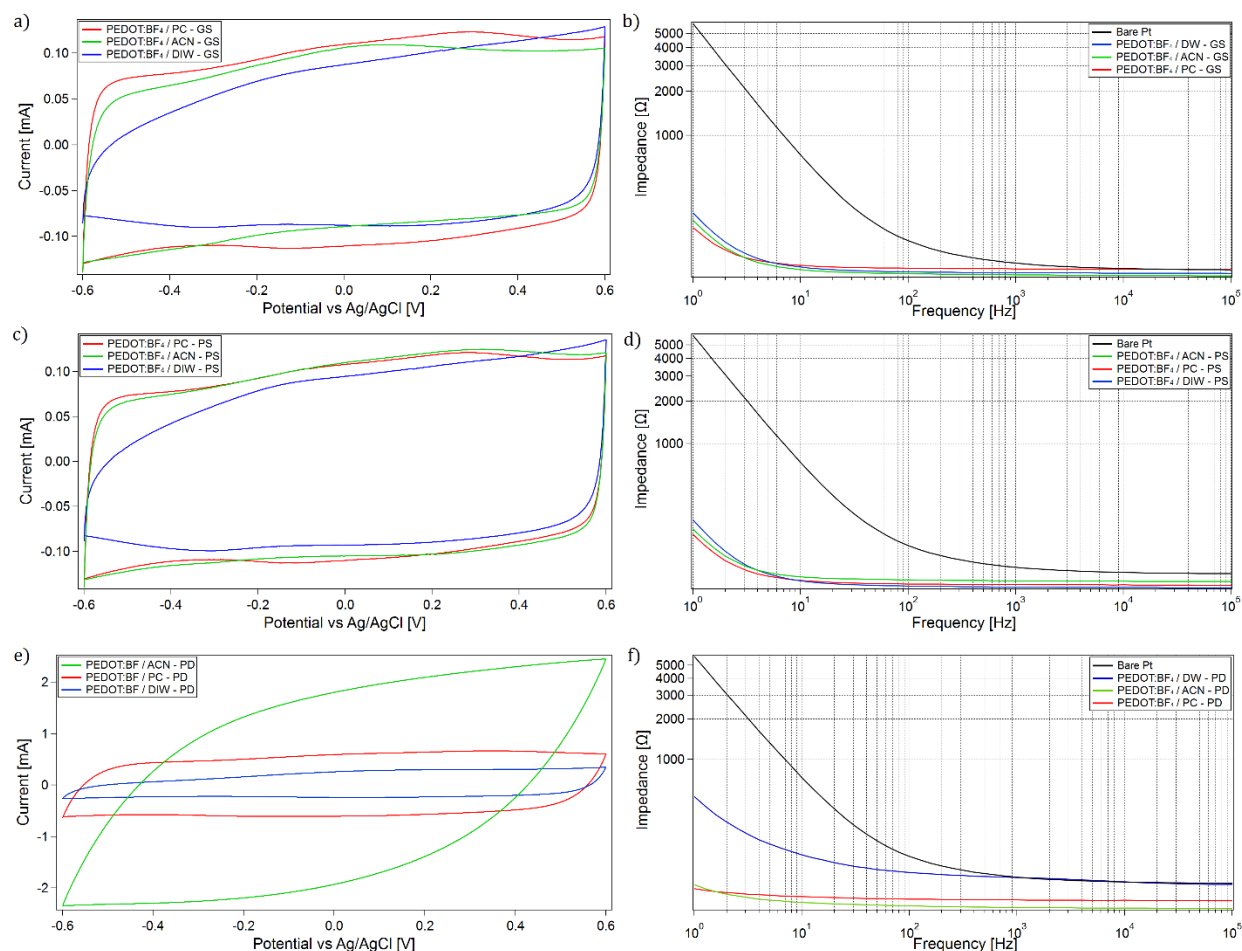 a)
PEDOT:BF₄ / PC - GS
PEDOT:BF₄ / ACN - GS
PEDOT:BF₄ / DIW - GS
Current [mA]
0.10
0.05
0.00
-0.05
-0.10
-0.6 -0.4 -0.2 0.0 0.2 0.4 0.6
Potential vs Ag/AgCl [V]
b)
Bare Pt
PEDOT:BF₄ / DW - GS
PEDOT:BF₄ / ACN - GS
PEDOT:BF₄ / PC - GS
Impedance [Ω]
5000
4000
3000
2000
1000
10⁰ 10¹ 10² 10³ 10⁴ 10⁵
Frequency [Hz]
c)
PEDOT:BF₄ / PC - PS
PEDOT:BF₄ / ACN - PS
PEDOT:BF₄ / DIW - PS
Current [mA]
0.10
0.05
0.00
-0.05
-0.10
-0.6 -0.4 -0.2 0.0 0.2 0.4 0.6
Potential vs Ag/AgCl [V]
d)
Bare Pt
PEDOT:BF₄ / ACN - PS
PEDOT:BF₄ / PC - PS
PEDOT:BF₄ / DIW - PS
Impedance [Ω]
5000
4000
3000
2000
1000
10⁰ 10¹ 10² 10³ 10⁴ 10⁵
Frequency [Hz]
e)
PEDOT:BF / ACN - PD
PEDOT:BF / PC - PD
PEDOT:BF / DIW - PD
Current [mA]
2
1
0
-1
-2
-0.6 -0.4 -0.2 0.0 0.2 0.4 0.6
Potential vs Ag/AgCl [V]
f)
Bare Pt
PEDOT:BF₄ / DW - PD
PEDOT:BF₄ / ACN - PD
PEDOT:BF₄ / PC - PD
Impedance [Ω]
5000
4000
3000
2000
1000
10⁰ 10¹ 10² 10³ 10⁴ 10⁵
Frequency [Hz]